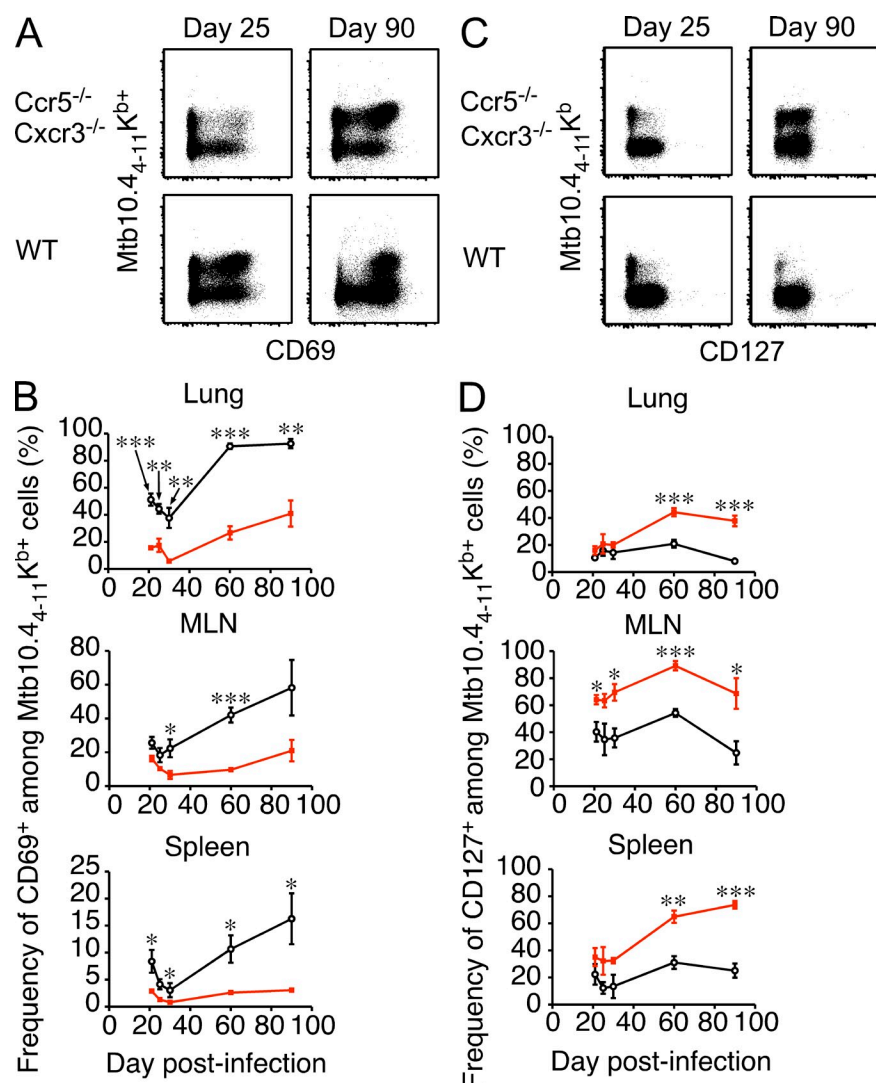 A
Day 25
Day 90
Ccr5-/-
Cxcr3-/-
WT
Mtb10.44-11Kb+
CD69
C
Day 25
Day 90
Ccr5-/-
Cxcr3-/-
WT
Mtb10.44-11Kb
CD127
B
Frequency of CD69+ among Mtb10.44-11Kb+ cells (%)
Lung
100
80
60
40
20
0
*** ** ** *** **
0 20 40 60 80 100
MLN
80
60
40
20
0
* ***
0 20 40 60 80 100
Spleen
25
20
15
10
5
0
* * * *
0 20 40 60 80 100
Day post-infection
D
Frequency of CD127+ among Mtb10.44-11Kb+ cells (%)
Lung
100
80
60
40
20
0
*** ***
0 20 40 60 80 100
MLN
100
80
60
40
20
0
* * *** *
0 20 40 60 80 100
Spleen
100
80
60
40
20
0
** ***
0 20 40 60 80 100
Day post-infection